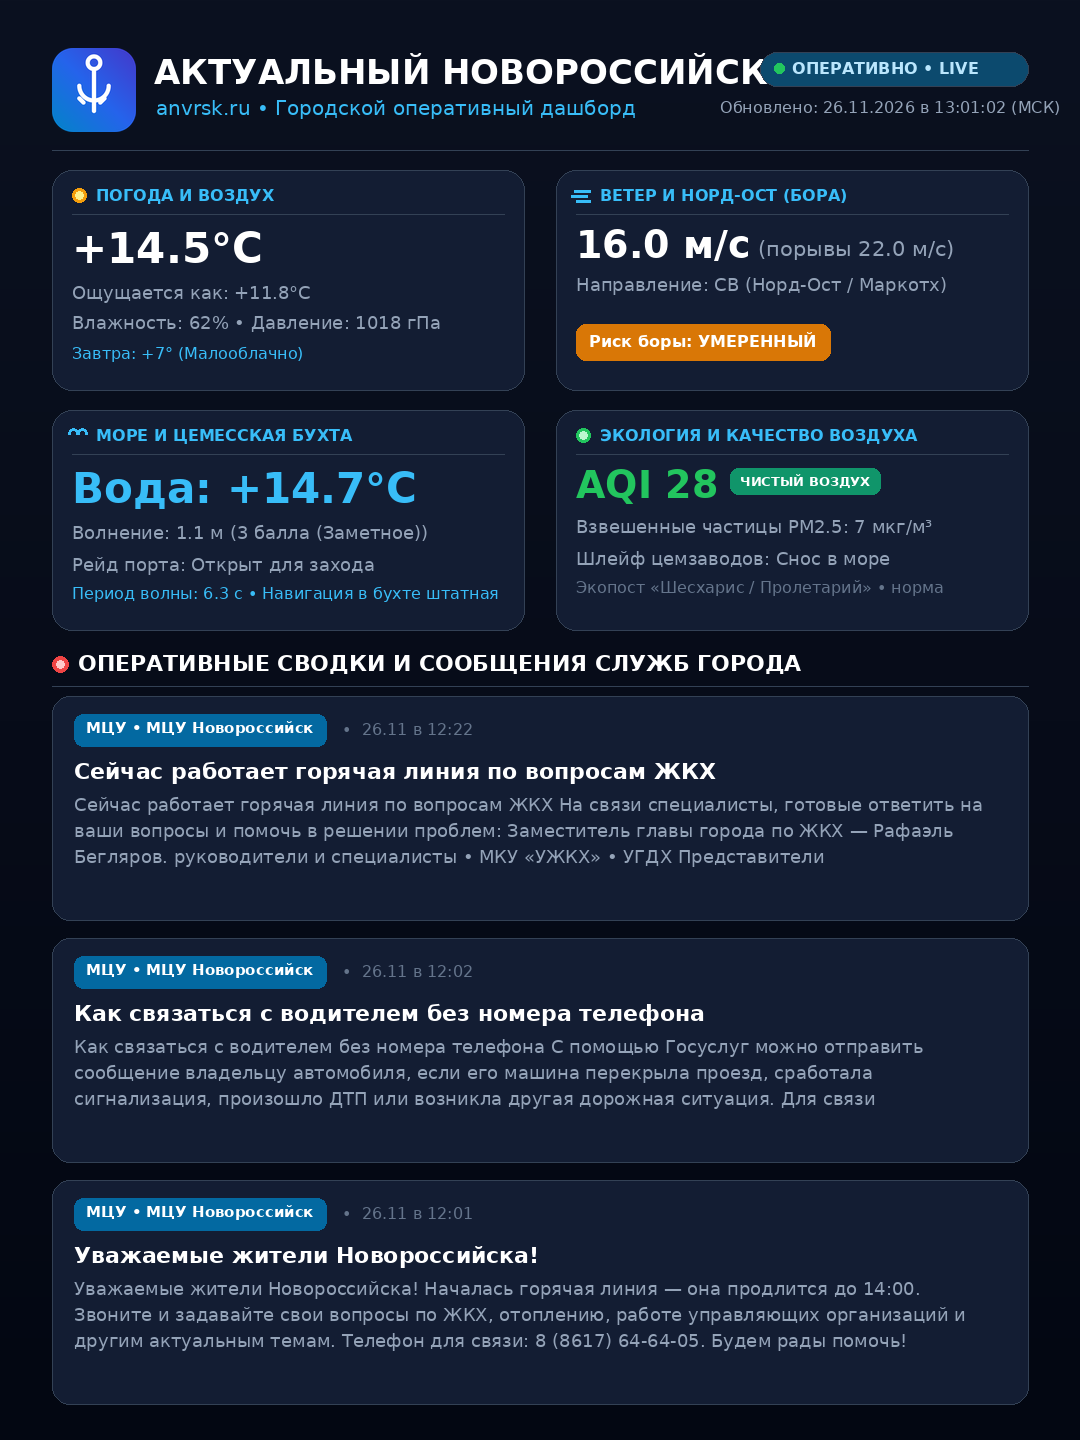 АКТУАЛЬНЫЙ НОВОРОССИЙСК
ОПЕРАТИВНО • LIVE
anvrsk.ru • Городской оперативный дашборд
Обновлено: 26.11.2026 в 13:01:02 (МСК)
ПОГОДА И ВОЗДУХ
+14.5°C
Ощущается как: +11.8°C
Влажность: 62% • Давление: 1018 гПа
Завтра: +7° (Малооблачно)
ВЕТЕР И НОРД-ОСТ (БОРА)
16.0 м/с (порывы 22.0 м/с)
Направление: СВ (Норд-Ост / Маркотх)
Риск боры: УМЕРЕННЫЙ
МОРЕ И ЦЕМЕССКАЯ БУХТА
Вода: +14.7°C
Волнение: 1.1 м (3 балла (Заметное))
Рейд порта: Открыт для захода
Период волны: 6.3 с • Навигация в бухте штатная
ЭКОЛОГИЯ И КАЧЕСТВО ВОЗДУХА
AQI 28 ЧИСТЫЙ ВОЗДУХ
Взвешенные частицы PM2.5: 7 мкг/м³
Шлейф цемзаводов: Снос в море
Экопост «Шесхарис / Пролетарий» • норма
ОПЕРАТИВНЫЕ СВОДКИ И СООБЩЕНИЯ СЛУЖБ ГОРОДА
МЦУ • МЦУ Новороссийск • 26.11 в 12:22
Сейчас работает горячая линия по вопросам ЖКХ
Сейчас работает горячая линия по вопросам ЖКХ На связи специалисты, готовые ответить на
ваши вопросы и помочь в решении проблем: Заместитель главы города по ЖКХ — Рафаэль
Бегляров. руководители и специалисты • МКУ «УЖКХ» • УГДХ Представители
МЦУ • МЦУ Новороссийск • 26.11 в 12:02
Как связаться с водителем без номера телефона
Как связаться с водителем без номера телефона С помощью Госуслуг можно отправить
сообщение владельцу автомобиля, если его машина перекрыла проезд, сработала
сигнализация, произошло ДТП или возникла другая дорожная ситуация. Для связи
МЦУ • МЦУ Новороссийск • 26.11 в 12:01
Уважаемые жители Новороссийска!
Уважаемые жители Новороссийска! Началась горячая линия — она продлится до 14:00.
Звоните и задавайте свои вопросы по ЖКХ, отоплению, работе управляющих организаций и
другим актуальным темам. Телефон для связи: 8 (8617) 64-64-05. Будем рады помочь!